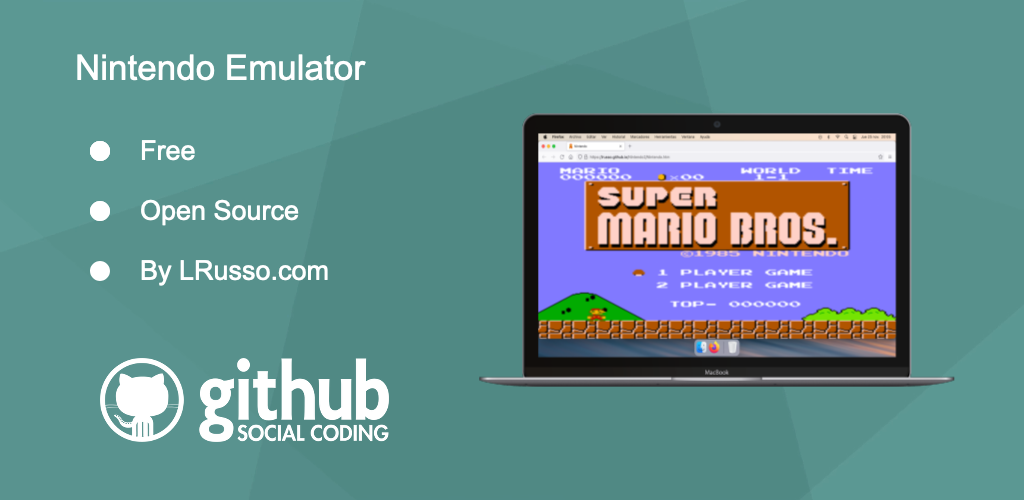 Nintendo Emulator
Free
Open Source
By LRusso.com
github
SOCIAL CODING
MARIO WORLD TIME
000000 ×00 1-1
SUPER
MARIO BROS.
©1985 NINTENDO
1 PLAYER GAME
2 PLAYER GAME
TOP- 000000
MacBook